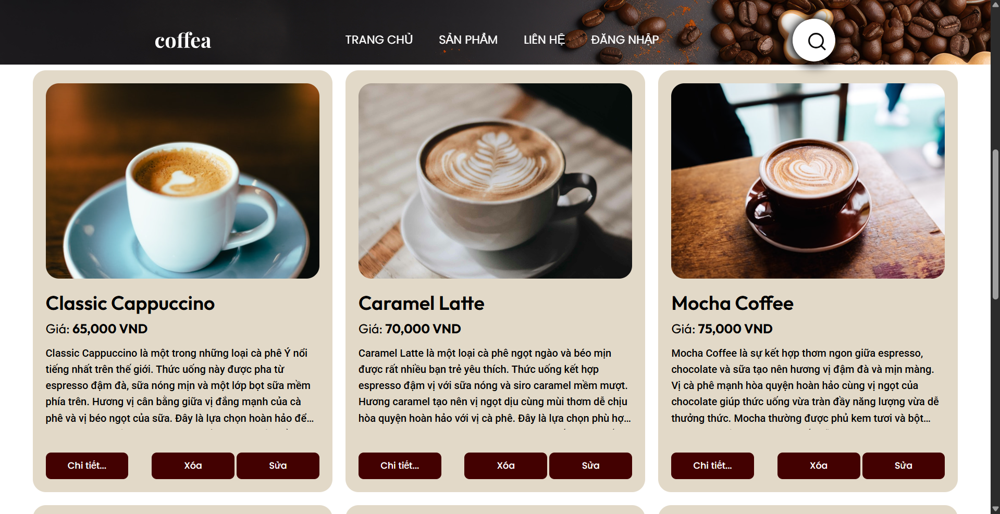 coffea
TRANG CHỦ
SẢN PHẨM
LIÊN HỆ
ĐĂNG NHẬP
Classic Cappuccino
Giá: 65,000 VND
Classic Cappuccino là một trong những loại cà phê Ý nổi
tiếng nhất trên thế giới. Thức uống này được pha từ
espresso đậm đà, sữa nóng mịn và một lớp bọt sữa mềm
phía trên. Hương vị cân bằng giữa vị đắng mạnh của cà
phê và vị béo ngọt của sữa. Đây là lựa chọn hoàn hảo để...
Chi tiết...
Xóa
Sửa
Caramel Latte
Giá: 70,000 VND
Caramel Latte là một loại cà phê ngọt ngào và béo mịn
được rất nhiều bạn trẻ yêu thích. Thức uống kết hợp
espresso đậm vị với sữa nóng và siro caramel mềm mượt.
Hương caramel tạo nên vị ngọt dịu cùng mùi thơm dễ chịu
hòa quyện hoàn hảo với vị cà phê. Đây là lựa chọn phù hợ...
Chi tiết...
Xóa
Sửa
Mocha Coffee
Giá: 75,000 VND
Mocha Coffee là sự kết hợp thơm ngon giữa espresso,
chocolate và sữa tạo nên hương vị đậm đà và mịn màng.
Vị cà phê mạnh hòa quyện hoàn hảo cùng vị ngọt của
chocolate giúp thức uống vừa tràn đầy năng lượng vừa dễ
thưởng thức. Mocha thường được phủ kem tươi và bột...
Chi tiết...
Xóa
Sửa